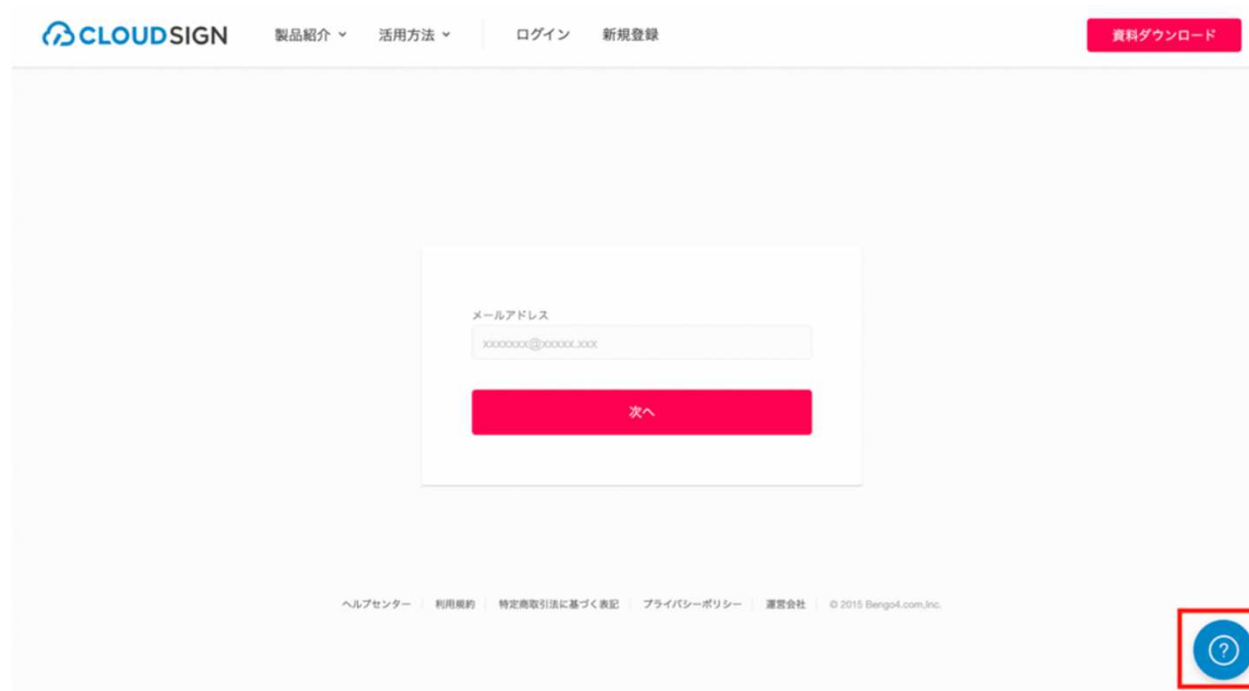 CLOUDSIGN 製品紹介 活用方法 ログイン 新規登録 資料ダウンロード
メールアドレス
xxxxxxx@xxxxx.xxx
次へ
ヘルプセンター 利用規約 特定商取引法に基づく表記 プライバシーポリシー 運営会社 © 2015 Bengo4.com,Inc.
?